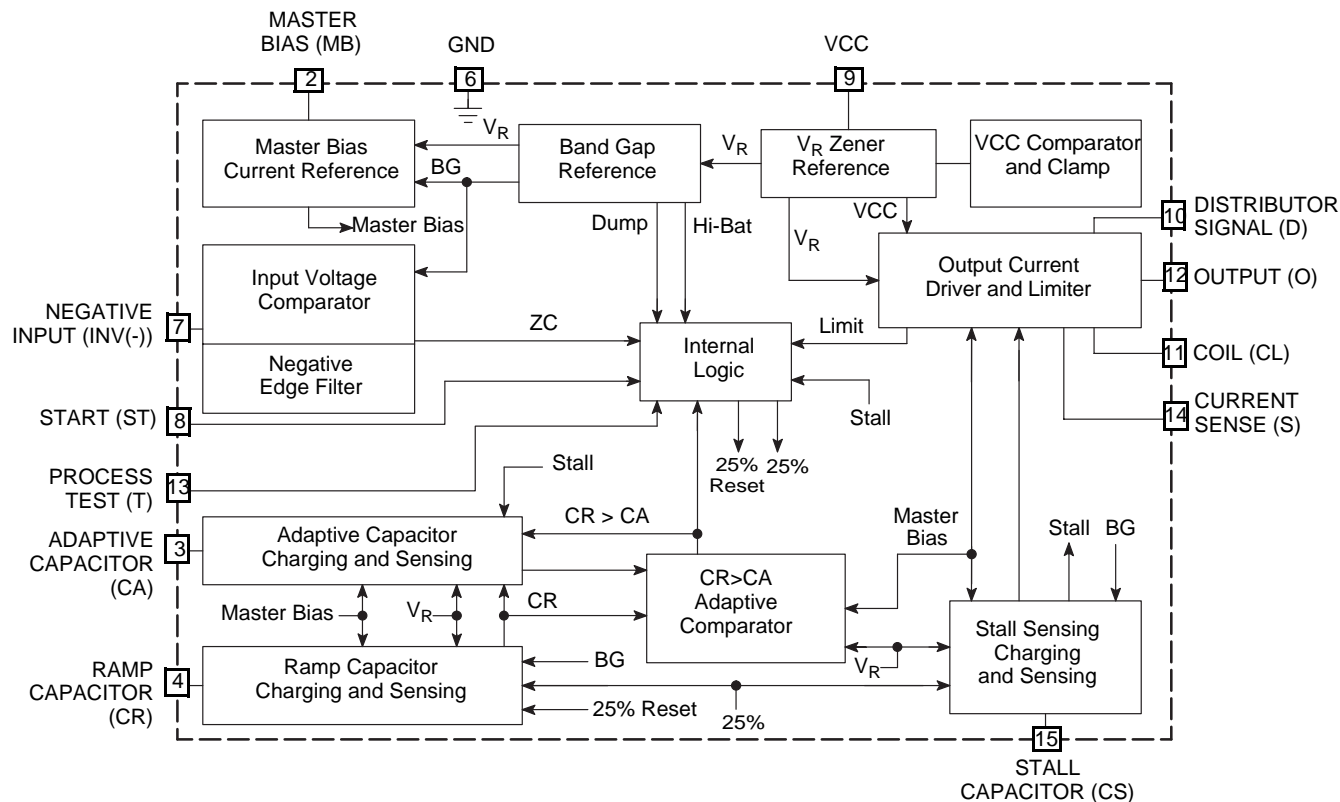 MASTER
BIAS (MB)
GND
VCC
2
6
9
Master Bias
Current Reference
VR
BG
Band Gap
Reference
VR
VR Zener
Reference
VCC Comparator
and Clamp
Master Bias
Dump
Hi-Bat
VR
VCC
10
DISTRIBUTOR
SIGNAL (D)
Input Voltage
Comparator
Output Current
Driver and Limiter
12
OUTPUT (O)
NEGATIVE
INPUT (INV(-))
7
ZC
Limit
Internal
Logic
11
COIL (CL)
Negative
Edge Filter
START (ST)
8
Stall
14
CURRENT
SENSE (S)
25%
Reset
25%
PROCESS
TEST (T)
13
Stall
ADAPTIVE
CAPACITOR
(CA)
3
Adaptive Capacitor
Charging and Sensing
CR > CA
Master
Bias
Stall
BG
CR>CA
Adaptive
Comparator
Master Bias
VR
CR
Stall Sensing
Charging
and Sensing
RAMP
CAPACITOR
(CR)
4
Ramp Capacitor
Charging and Sensing
BG
VR
25% Reset
25%
15
STALL
CAPACITOR (CS)